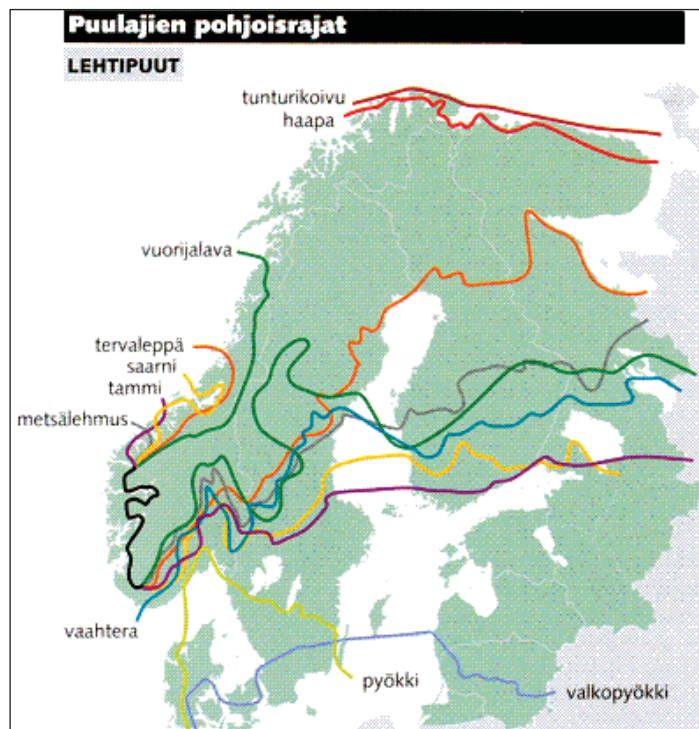 Puulajien pohjoisrajat
LEHTIPUUT
tunturikoivu
haapa
vuorijalava
tervaleppä
saarni
tammi
metsälehmus
vaahtera
pyökki
valkopyökki